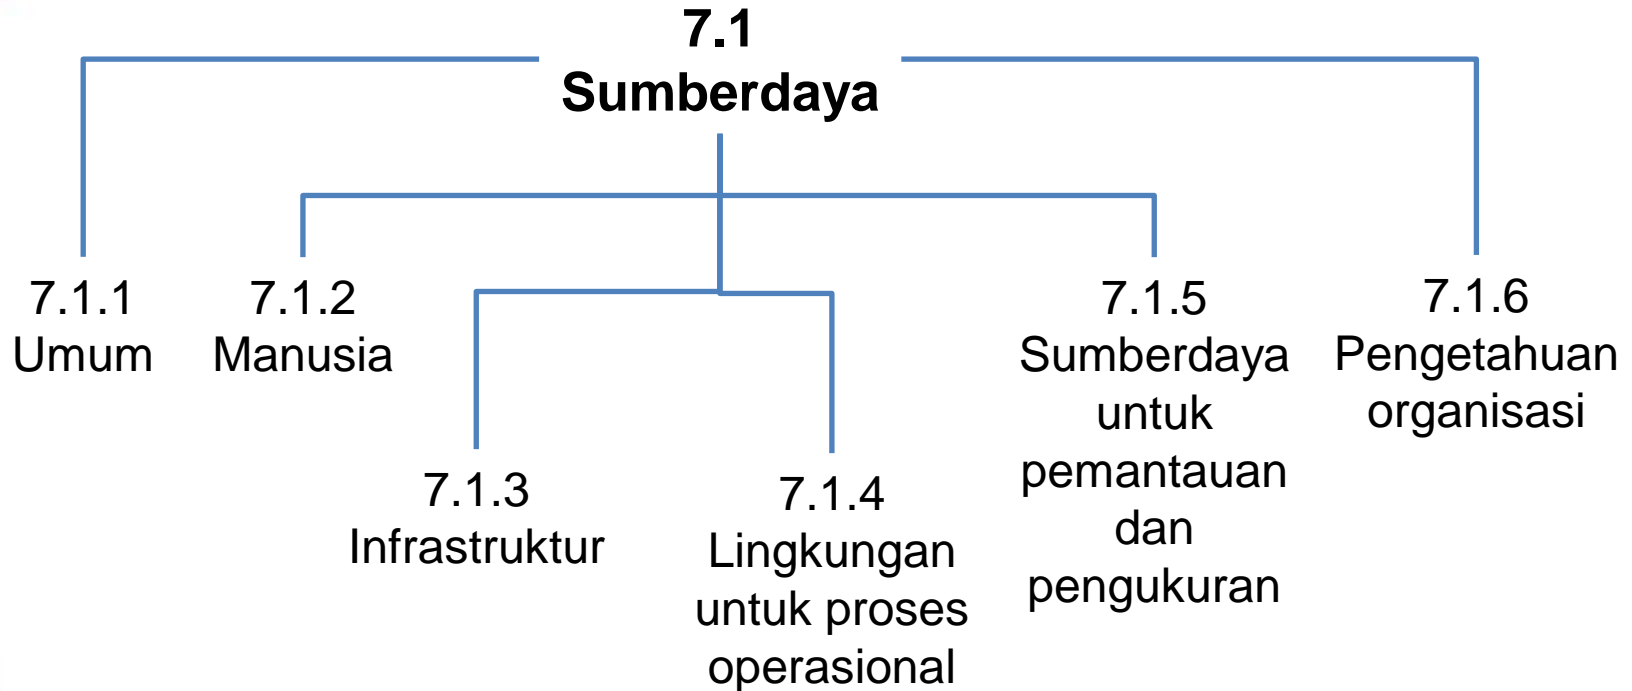 7.1
Sumberdaya
7.1.1
Umum
7.1.2
Manusia
7.1.3
Infrastruktur
7.1.4
Lingkungan
untuk proses
operasional
7.1.5
Sumberdaya
untuk
pemantauan
dan
pengukuran
7.1.6
Pengetahuan
organisasi